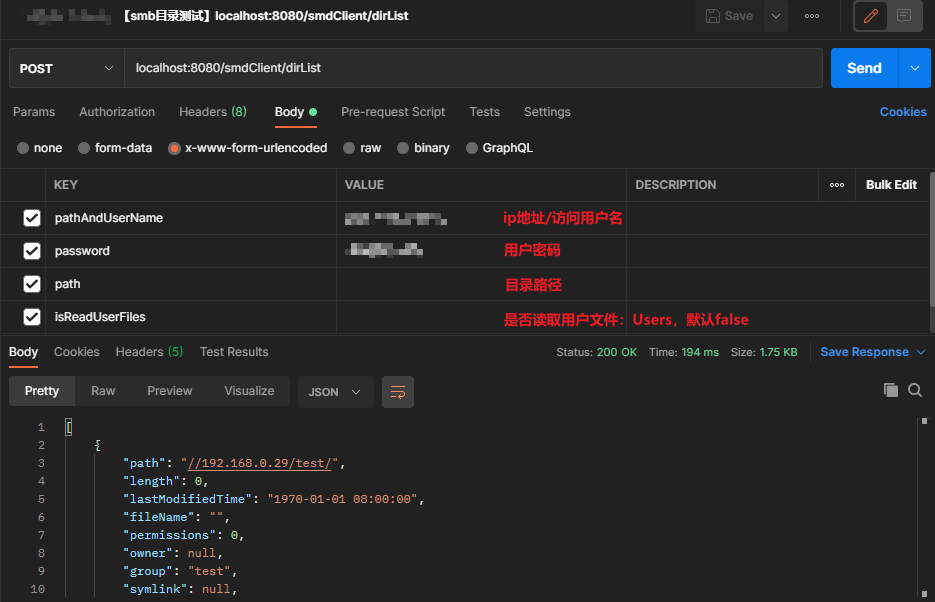 【smb目录测试】localhost:8080/smdClient/dirList
Save
POST
localhost:8080/smdClient/dirList
Send
Params Authorization Headers (8) Body Pre-request Script Tests Settings Cookies
none form-data x-www-form-urlencoded raw binary GraphQL
KEY VALUE DESCRIPTION Bulk Edit
pathAndUserName ip地址/访问用户名
password 用户密码
path 目录路径
isReadUserFiles 是否读取用户文件：Users，默认false
Body Cookies Headers (5) Test Results Status: 200 OK Time: 194 ms Size: 1.75 KB Save Response
Pretty Raw Preview Visualize JSON
1 [
2 {
3 "path": "//192.168.0.29/test/",
4 "length": 0,
5 "lastModifiedTime": "1970-01-01 08:00:00",
6 "fileName": "",
7 "permissions": 0,
8 "owner": null,
9 "group": "test",
10 "symlink": null,